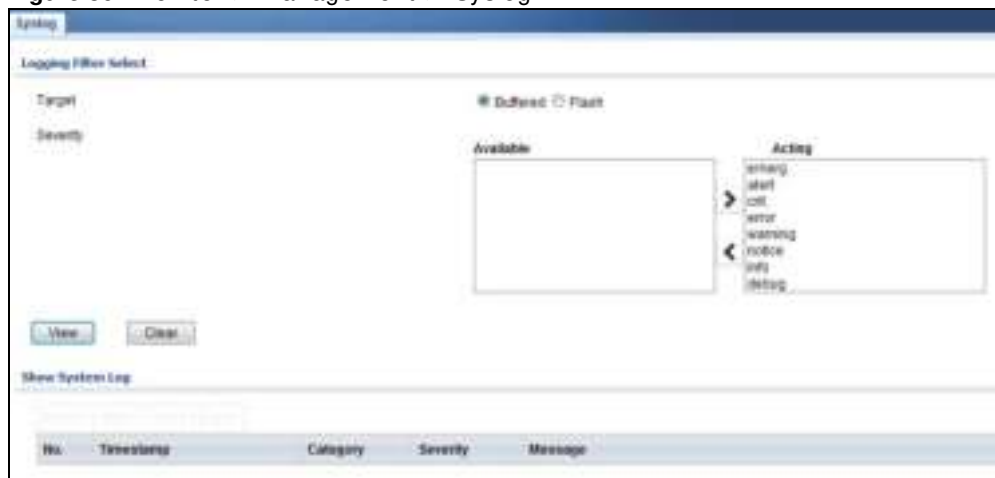 Syslog
Logging Filter Select
Target
Buffered Flash
Severity
Available Acting
emerg
alert
crit
error
warning
notice
info
debug
View Clear
Show System Log
No. Timestamp Category Severity Message